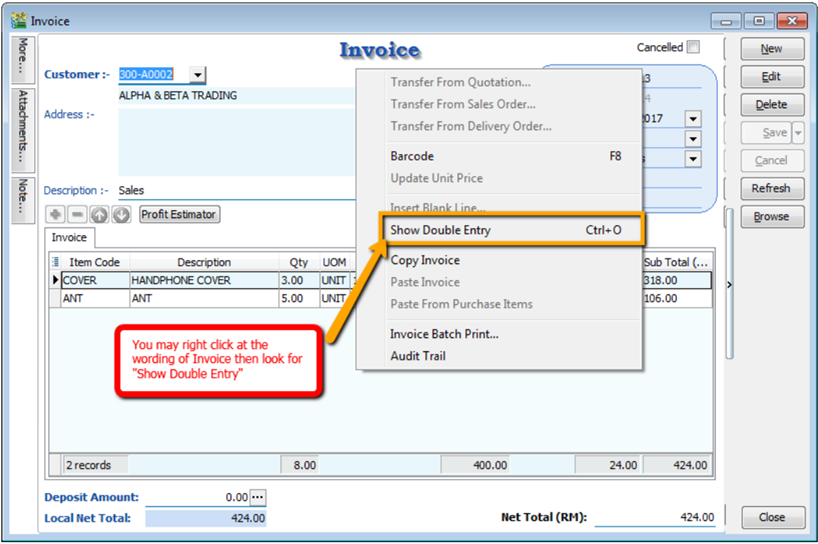 Invoice
More...
Attachments...
Note...
Invoice
Cancelled
Customer :- 300-A0002
ALPHA & BETA TRADING
Address :-
Description :- Sales
Profit Estimator
Invoice
Item Code Description Qty UOM Sub Total (...
COVER HANDPHONE COVER 3.00 UNIT 318.00
ANT ANT 5.00 UNIT 106.00
2 records 8.00 400.00 24.00 424.00
Deposit Amount: 0.00 ...
Local Net Total: 424.00
Net Total (RM): 424.00
Transfer From Quotation...
Transfer From Sales Order...
Transfer From Delivery Order...
Barcode F8
Update Unit Price
Insert Blank Line...
Show Double Entry Ctrl+O
Copy Invoice
Paste Invoice
Paste From Purchase Items
Invoice Batch Print...
Audit Trail
You may right click at the
wording of Invoice then look for
"Show Double Entry"
New
Edit
Delete
Save
Cancel
Refresh
Browse
Close